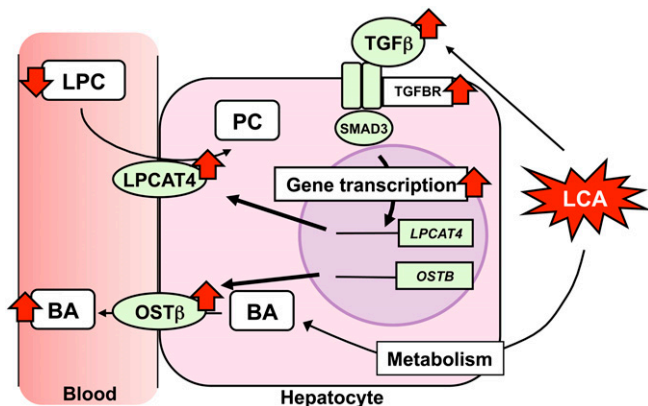 TGFβ
LPC
TGFBR
PC
SMAD3
LPCAT4
Gene transcription
LCA
LPCAT4
OSTB
BA
OSTβ
BA
Metabolism
Blood
Hepatocyte